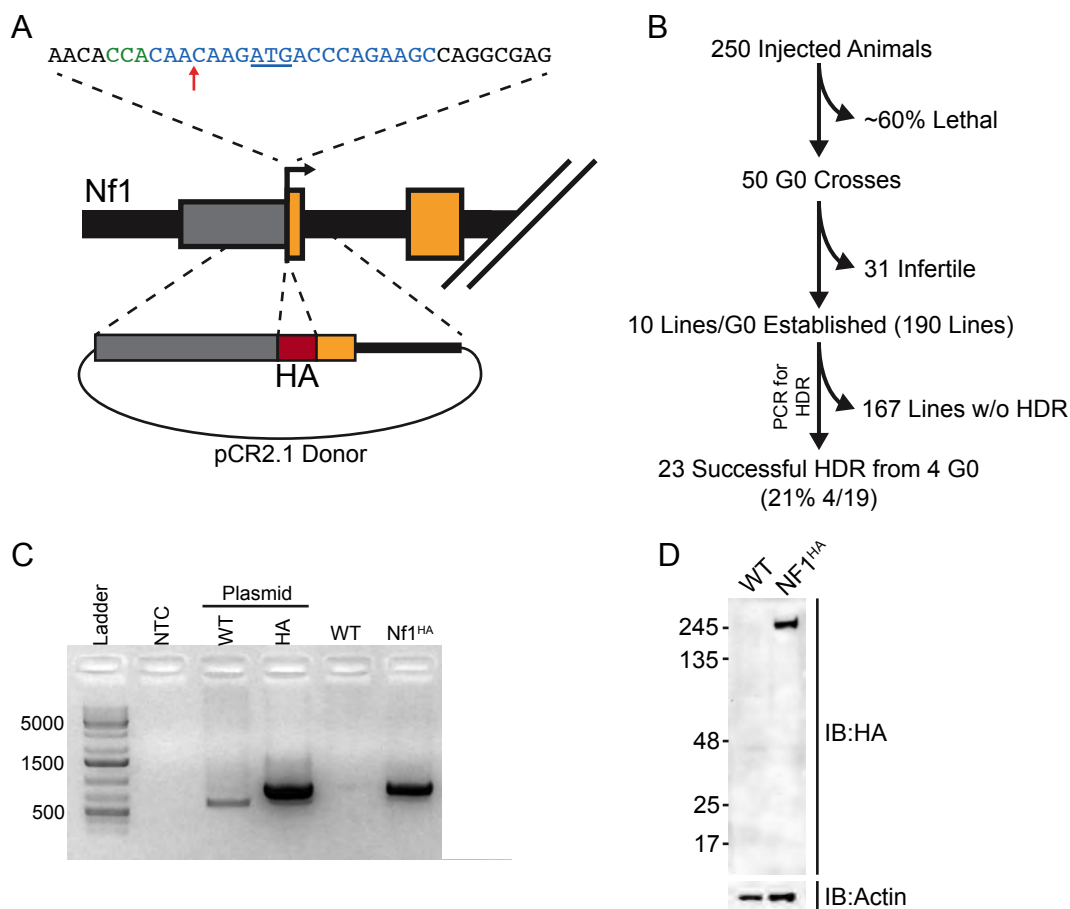 A
AACACCACAACAAGATGACCCAGAAGCCAGGCGAG
Nf1
HA
pCR2.1 Donor
B
250 Injected Animals
~60% Lethal
50 G0 Crosses
31 Infertile
10 Lines/G0 Established (190 Lines)
PCR for
HDR
167 Lines w/o HDR
23 Successful HDR from 4 G0
(21% 4/19)
C
Plasmid
Ladder
NTC
WT
HA
WT
Nf1HA
5000
1500
500
D
WT
NF1HA
245
135
48
25
17
IB:HA
IB:Actin